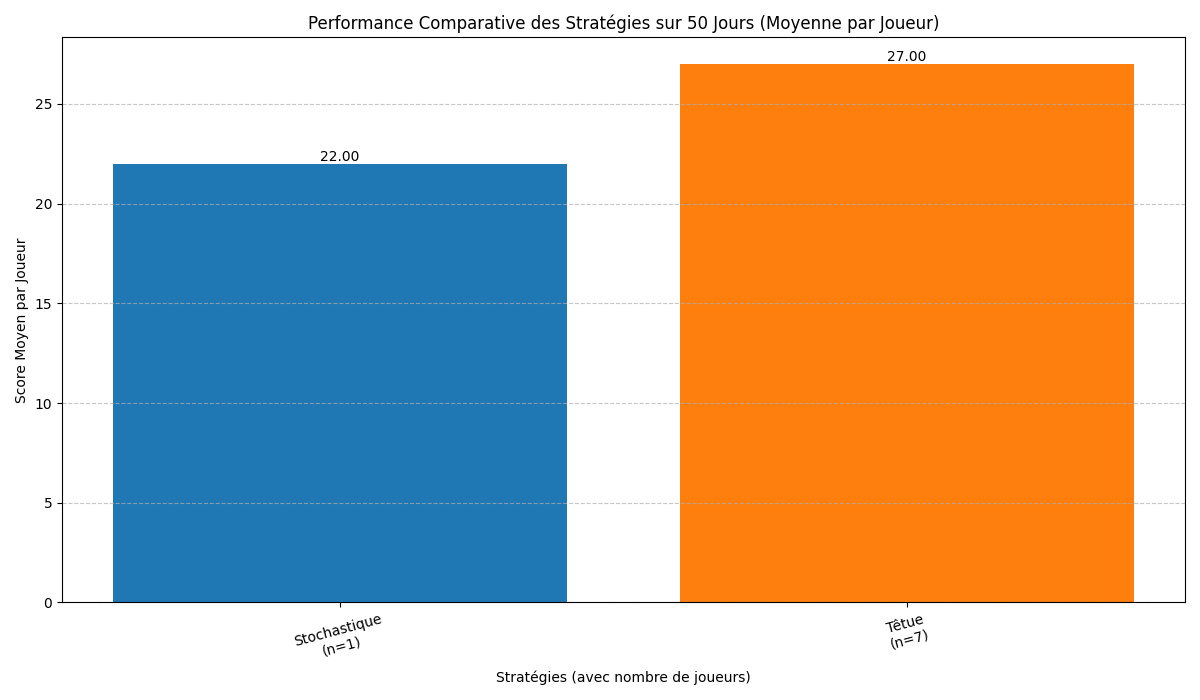 Performance Comparative des Stratégies sur 50 Jours (Moyenne par Joueur)
27.00
22.00
25
20
15
10
5
0
Score Moyen par Joueur
Stochastique
(n=1)
Têtue
(n=7)
Stratégies (avec nombre de joueurs)